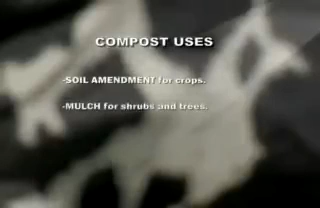 COMPOST USES
-SOIL AMENDMENT for crops.
-MULCH for shrubs and trees.